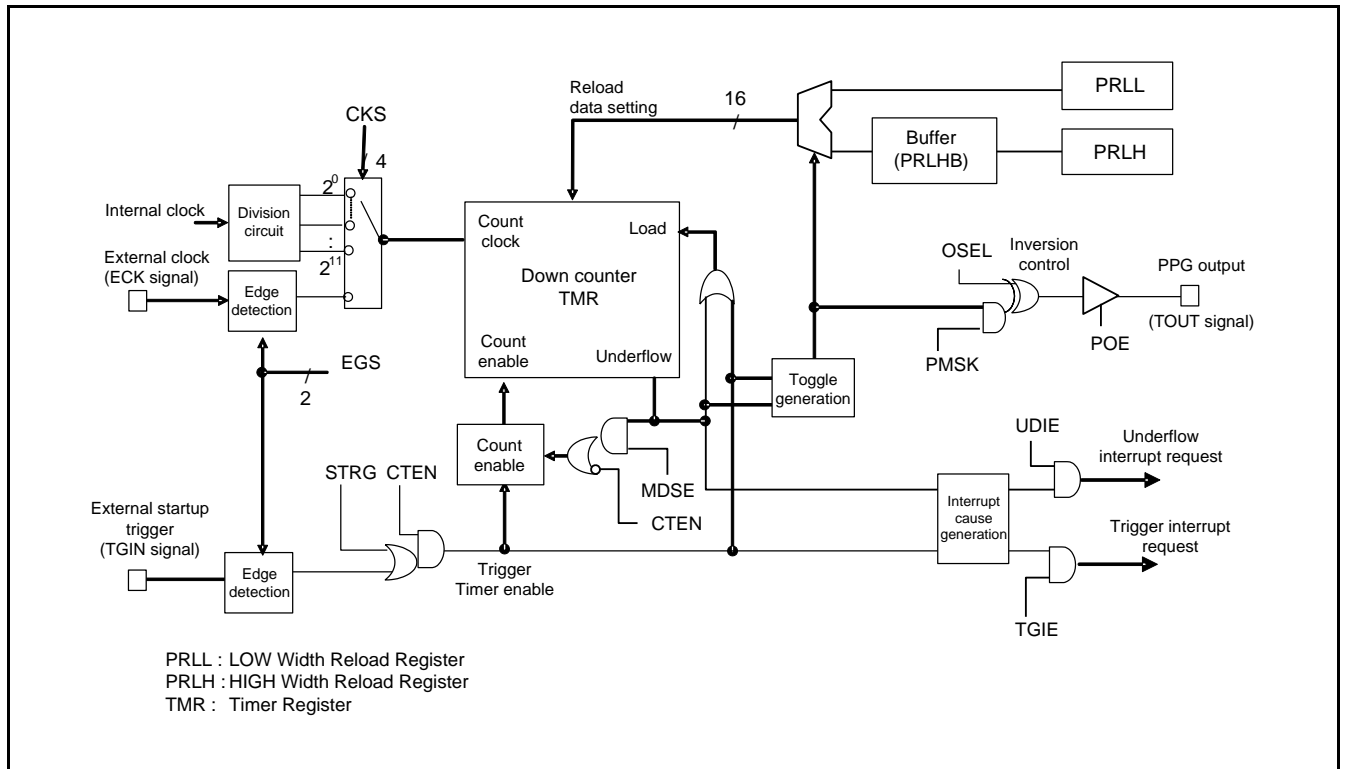 Reload
data setting
16
PRLL
Buffer
(PRLHB)
PRLH
CKS
4
2^0
:
2^11
Internal clock
Division
circuit
External clock
(ECK signal)
Edge
detection
EGS
2
Count
clock
Load
Down counter
TMR
Count
enable
Underflow
OSEL
Inversion
control
PPG output
(TOUT signal)
POE
PMSK
Toggle
generation
Count
enable
MDSE
CTEN
STRG
CTEN
External startup
trigger
(TGIN signal)
Edge
detection
Trigger
Timer enable
UDIE
Underflow
interrupt request
Interrupt
cause
generation
Trigger interrupt
request
TGIE
PRLL : LOW Width Reload Register
PRLH : HIGH Width Reload Register
TMR : Timer Register